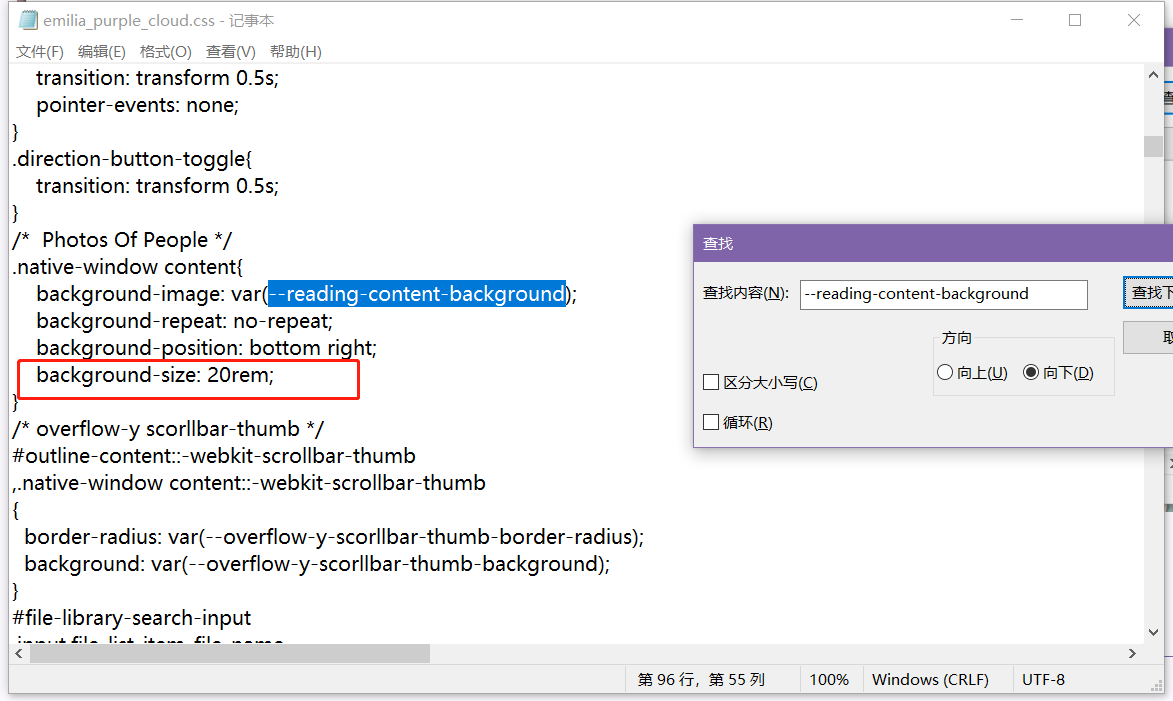 emilia_purple_cloud.css - 记事本
文件(F) 编辑(E) 格式(O) 查看(V) 帮助(H)
transition: transform 0.5s;
pointer-events: none;
}
.direction-button-toggle{
transition: transform 0.5s;
}
/*  Photos Of People */
.native-window content{
background-image: var(--reading-content-background);
background-repeat: no-repeat;
background-position: bottom right;
background-size: 20rem;
}
/* overflow-y scorllbar-thumb */
#outline-content::-webkit-scrollbar-thumb
,.native-window content::-webkit-scrollbar-thumb
{
border-radius: var(--overflow-y-scorllbar-thumb-border-radius);
background: var(--overflow-y-scorllbar-thumb-background);
}
#file-library-search-input
,input.file-list-item-file-name
查找
查找内容(N): --reading-content-background
查找下
方向
取
向上(U) 向下(D)
区分大小写(C)
循环(R)
第 96 行，第 55 列 100% Windows (CRLF) UTF-8